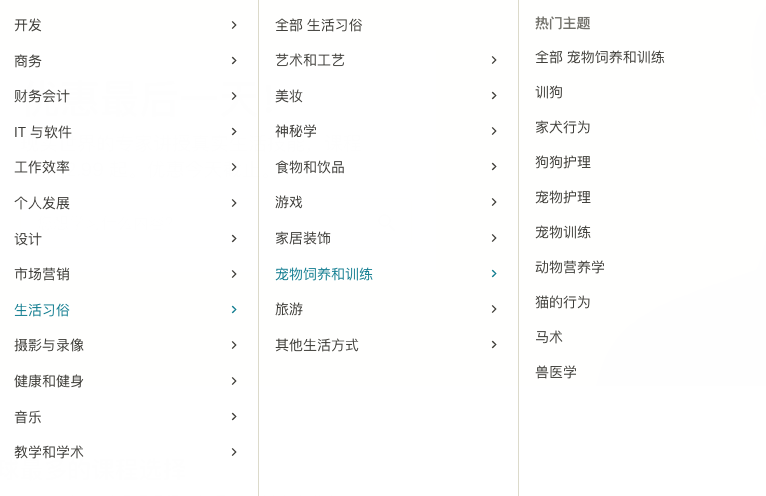 开发
商务
财务会计
IT 与软件
工作效率
个人发展
设计
市场营销
生活习俗
摄影与录像
健康和健身
音乐
教学和学术
全部 生活习俗
艺术和工艺
美妆
神秘学
食物和饮品
游戏
家居装饰
宠物饲养和训练
旅游
其他生活方式
热门主题
全部 宠物饲养和训练
训狗
家犬行为
狗狗护理
宠物护理
宠物训练
动物营养学
猫的行为
马术
兽医学